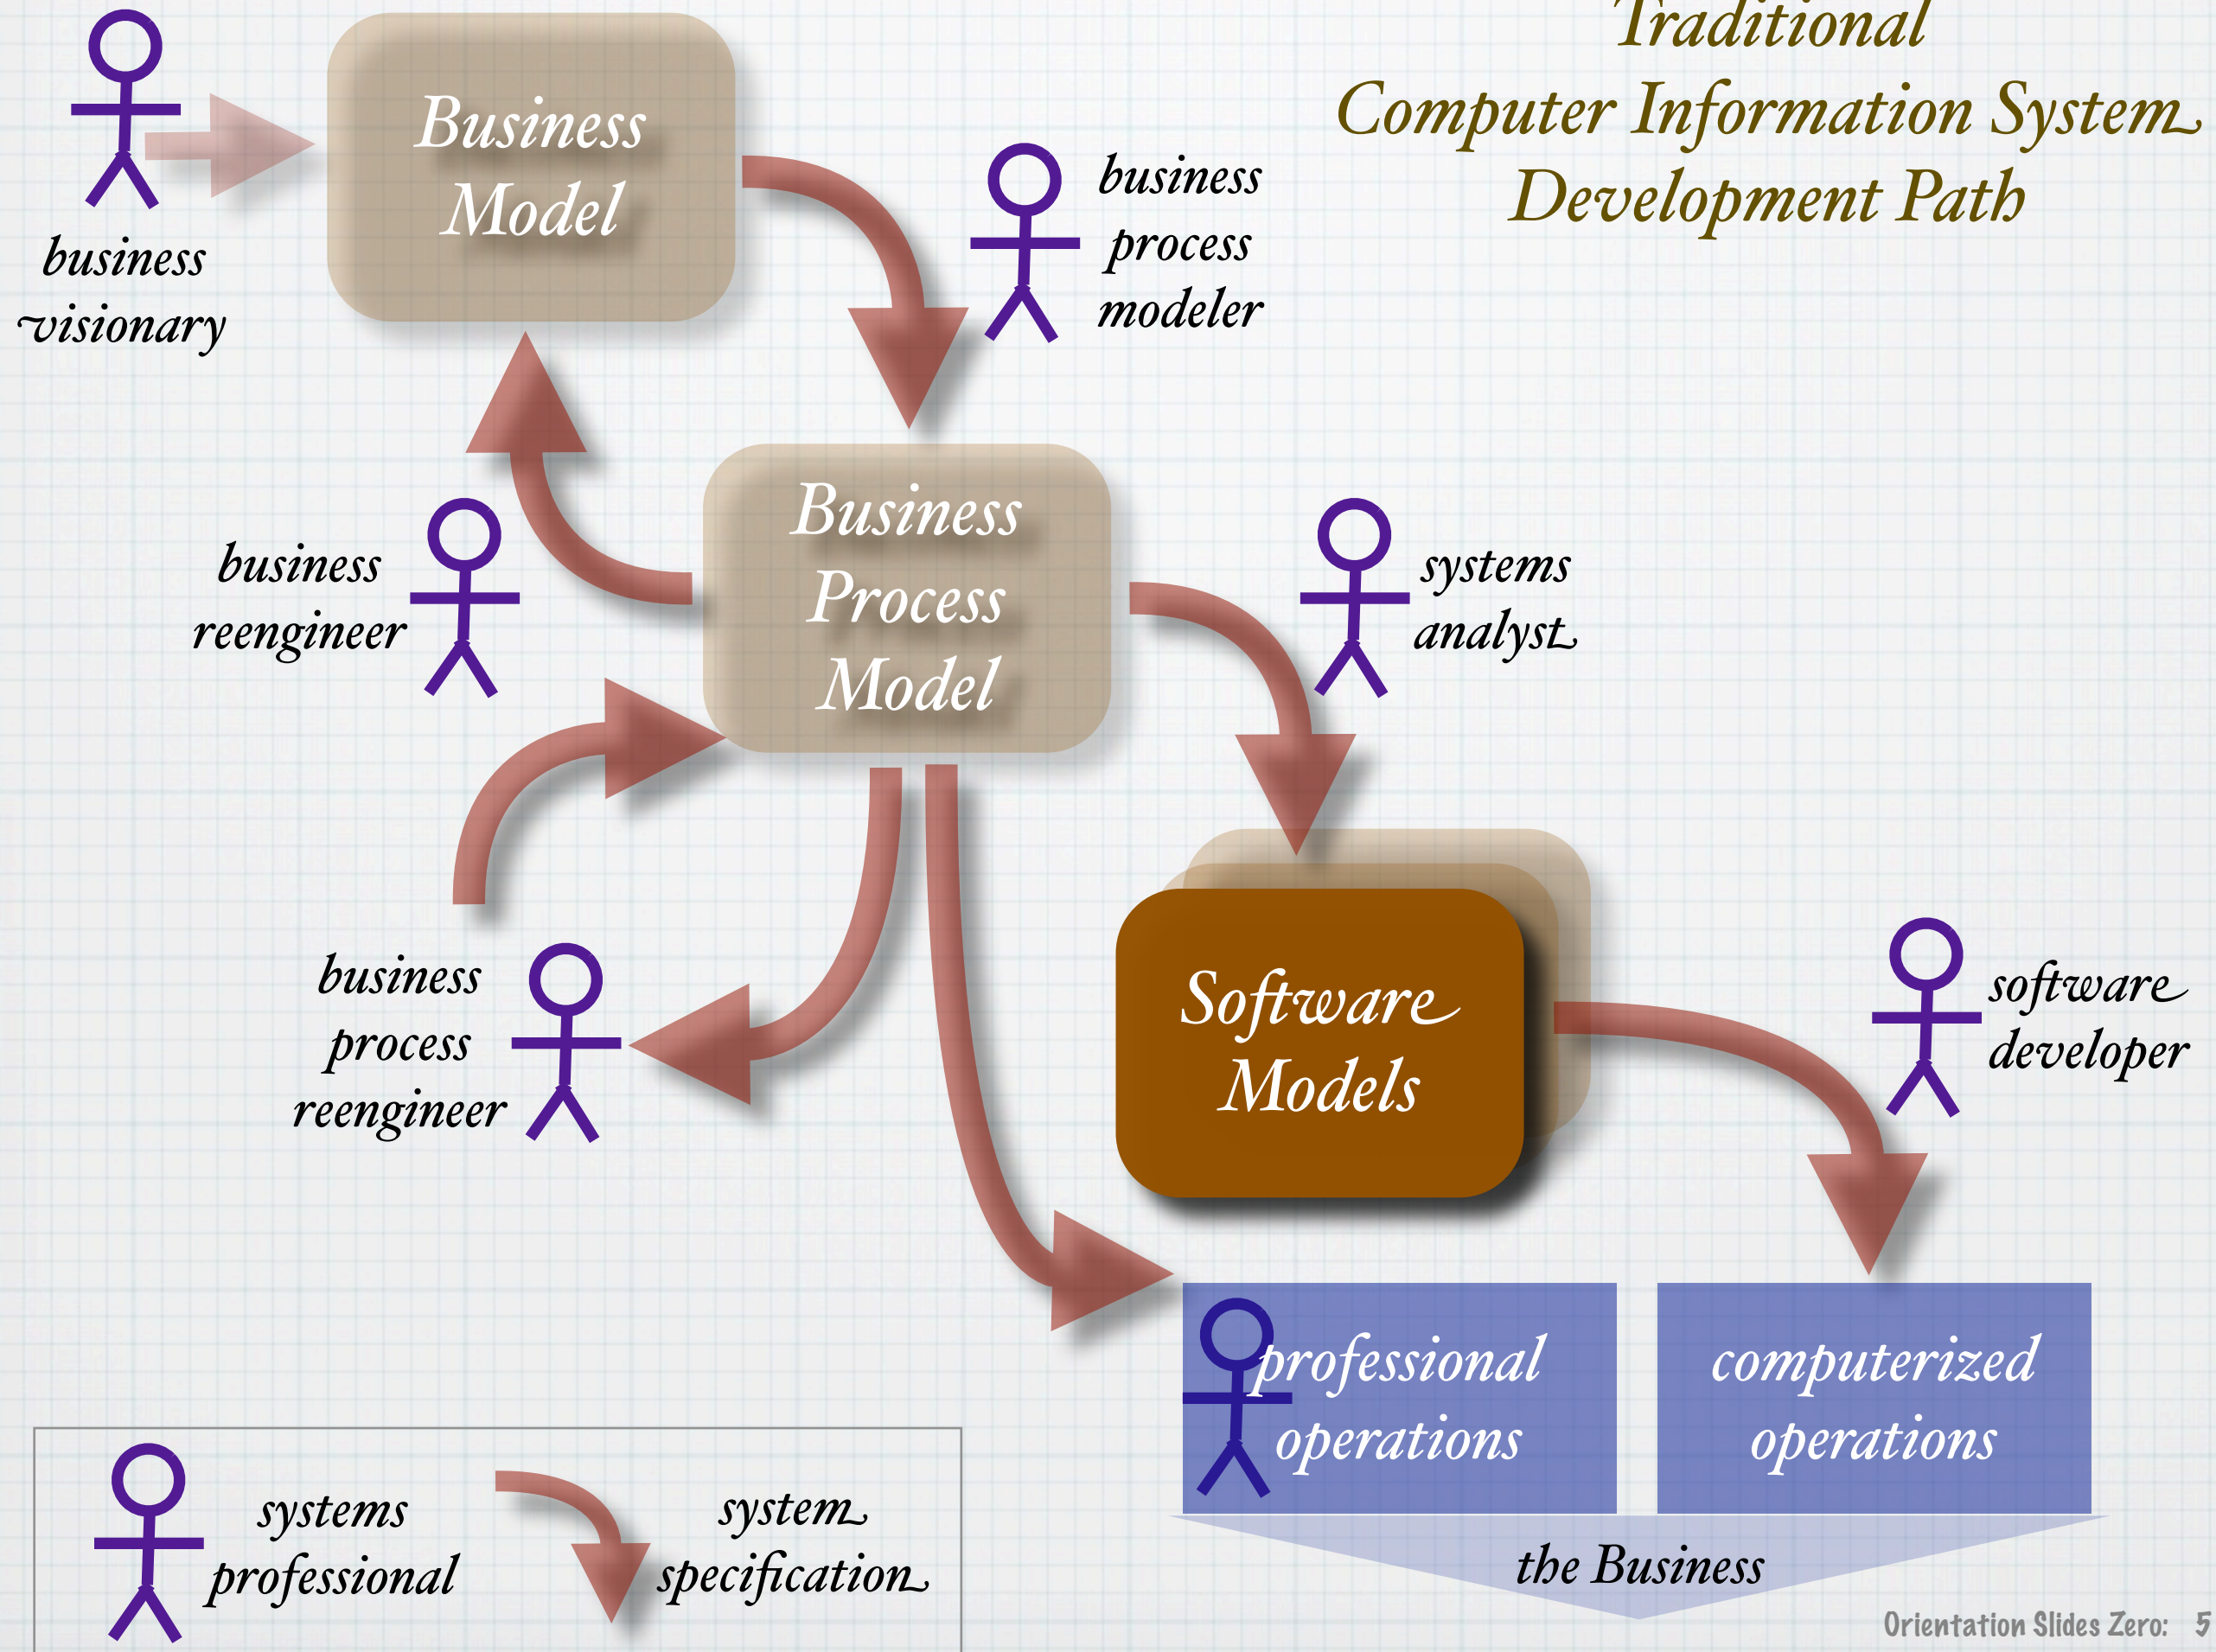 Traditional
Computer Information System
Development Path
business
visionary
Business
Model
business
process
modeler
business
reengineer
Business
Process
Model
systems
analyst
business
process
reengineer
Software
Models
software
developer
professional
operations
computerized
operations
the Business
systems
professional
system
specification
Orientation Slides Zero: 5